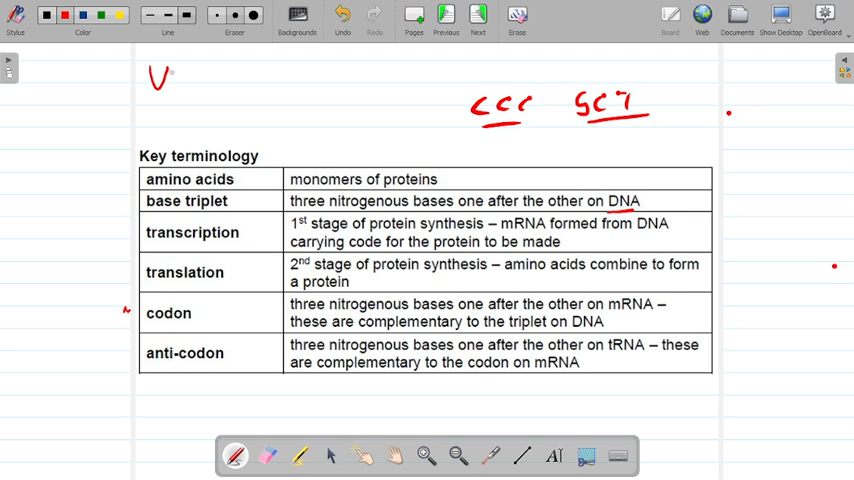 Stylus Color Line Eraser Backgrounds Undo Redo Pages Previous Next Erase Board Web Documents Show Desktop OpenBoard
V
CCC GCT
Key terminology
amino acids monomers of proteins
base triplet three nitrogenous bases one after the other on DNA
transcription 1st stage of protein synthesis – mRNA formed from DNA
carrying code for the protein to be made
translation 2nd stage of protein synthesis – amino acids combine to form
a protein
codon three nitrogenous bases one after the other on mRNA –
these are complementary to the triplet on DNA
anti-codon three nitrogenous bases one after the other on tRNA – these
are complementary to the codon on mRNA